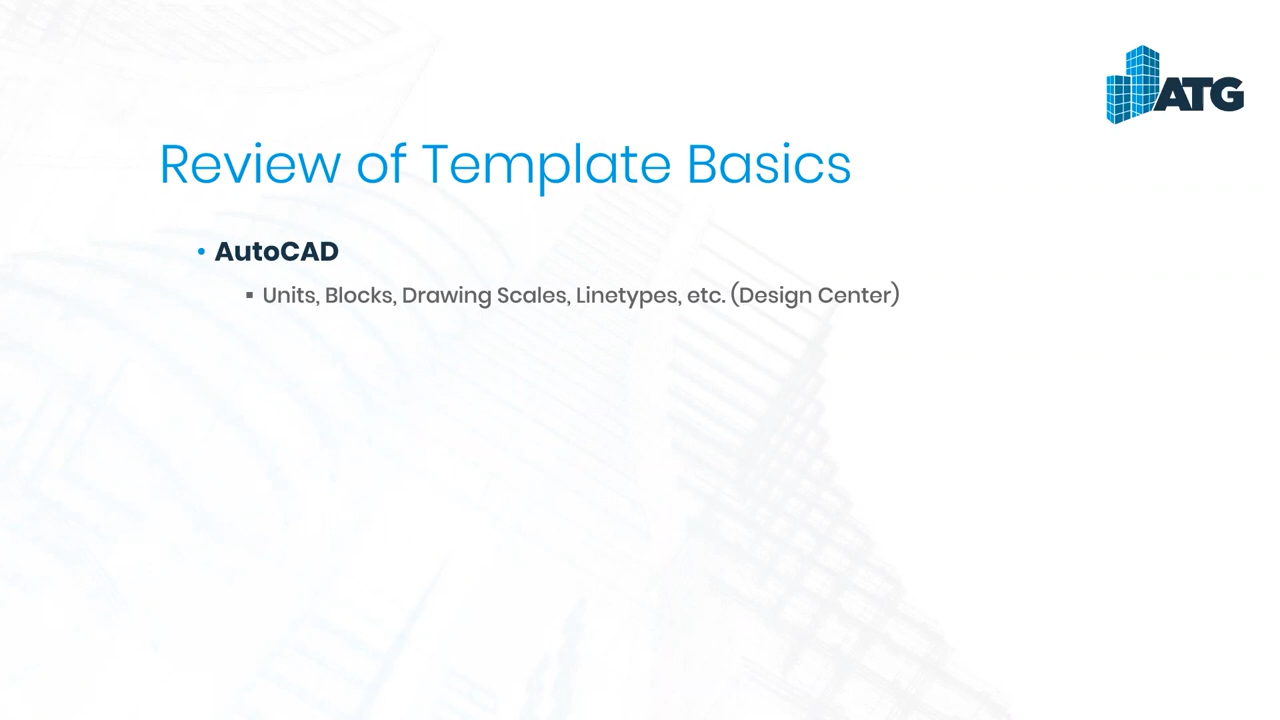 ATG
Review of Template Basics
• AutoCAD
▪ Units, Blocks, Drawing Scales, Linetypes, etc. (Design Center)